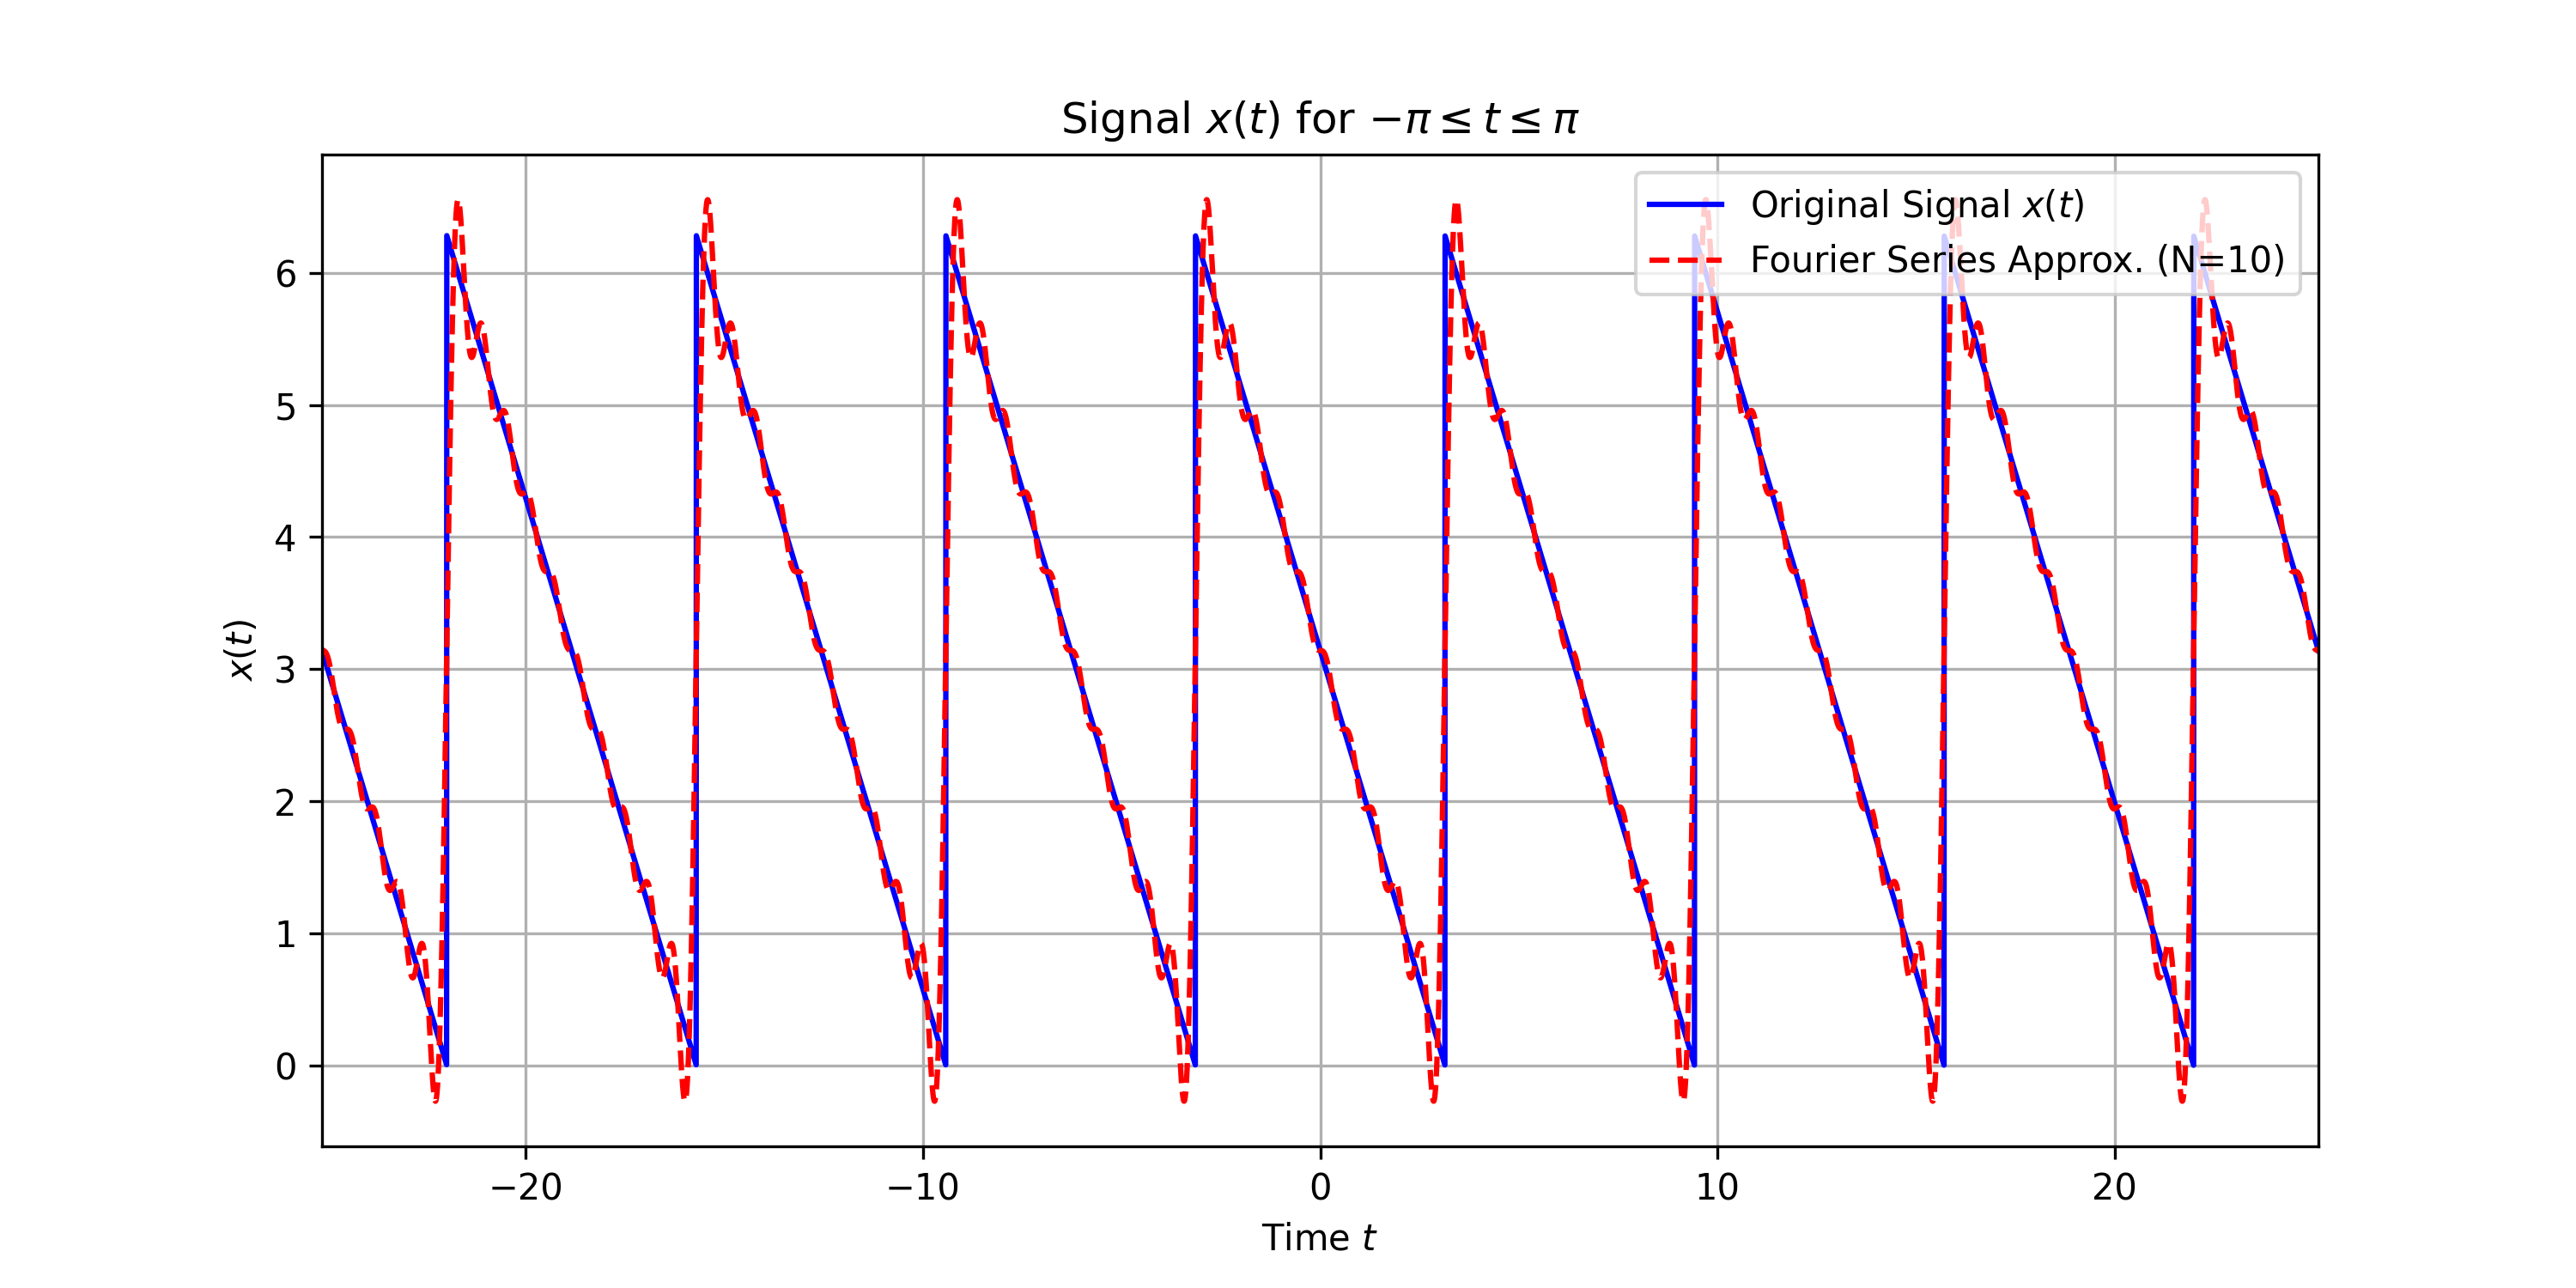 Signal x(t) for −π ≤ t ≤ π
Original Signal x(t)
Fourier Series Approx. (N=10)
6
5
4
3
2
1
0
x(t)
−20
−10
0
10
20
Time t